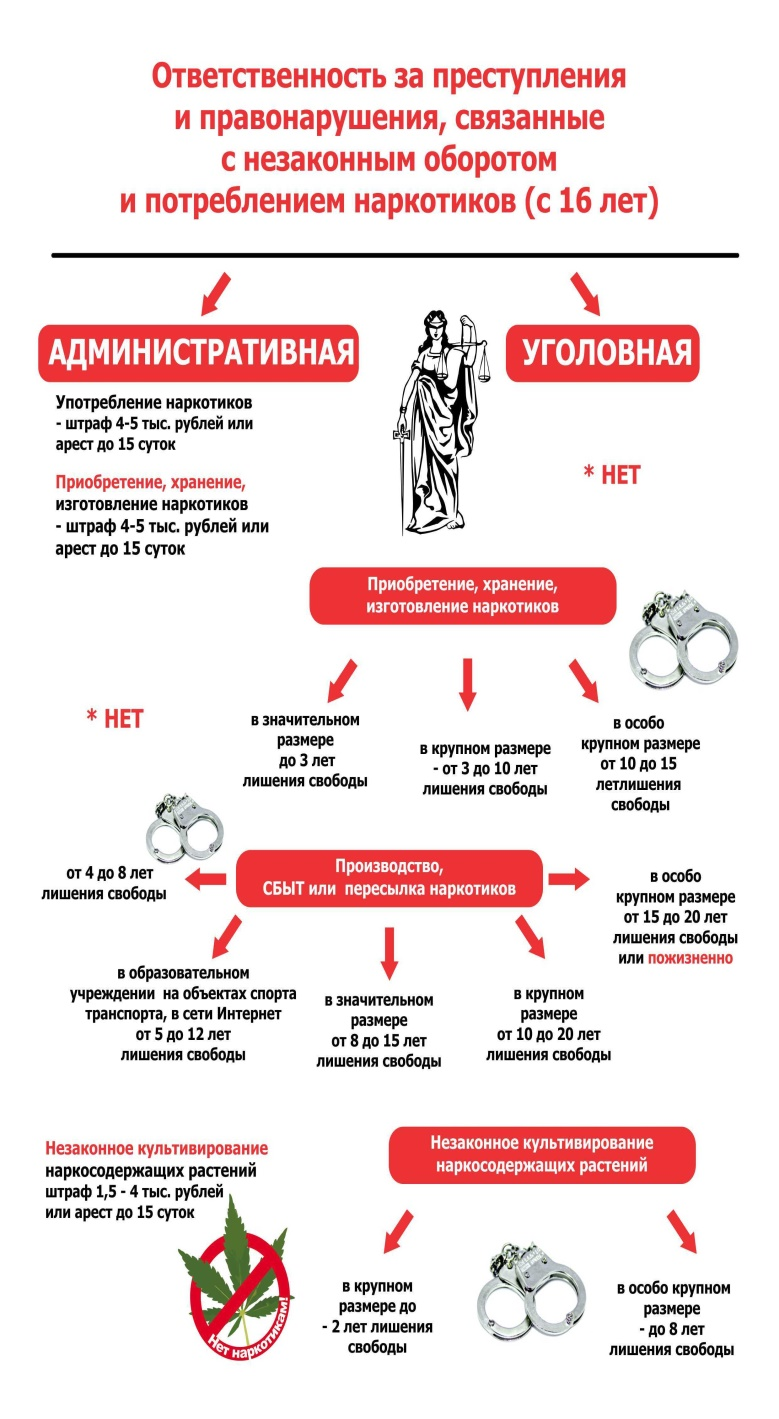 Ответственность за преступления
и правонарушения, связанные
с незаконным оборотом
и потреблением наркотиков (с 16 лет)
АДМИНИСТРАТИВНАЯ
УГОЛОВНАЯ
Употребление наркотиков
- штраф 4-5 тыс. рублей или
арест до 15 суток
Приобретение, хранение,
изготовление наркотиков
- штраф 4-5 тыс. рублей или
арест до 15 суток
* НЕТ
Приобретение, хранение,
изготовление наркотиков
* НЕТ
в значительном
размере
до 3 лет
лишения свободы
в крупном размере
- от 3 до 10 лет
лишения свободы
в особо
крупном размере
от 10 до 15
летлишения
свободы
Производство,
СБЫТ или пересылка наркотиков
от 4 до 8 лет
лишения свободы
в особо
крупном размере
от 15 до 20 лет
лишения свободы
или пожизненно
в образовательном
учреждении на объектах спорта
транспорта, в сети Интернет
от 5 до 12 лет
лишения свободы
в значительном
размере
от 8 до 15 лет
лишения свободы
в крупном
размере
от 10 до 20 лет
лишения свободы
Незаконное культивирование
наркосодержащих растений
штраф 1,5 - 4 тыс. рублей
или арест до 15 суток
Нет наркотикам!
Незаконное культивирование
наркосодержащих растений
в крупном
размере до
- 2 лет лишения
свободы
в особо крупном
размере
- до 8 лет
лишения свободы